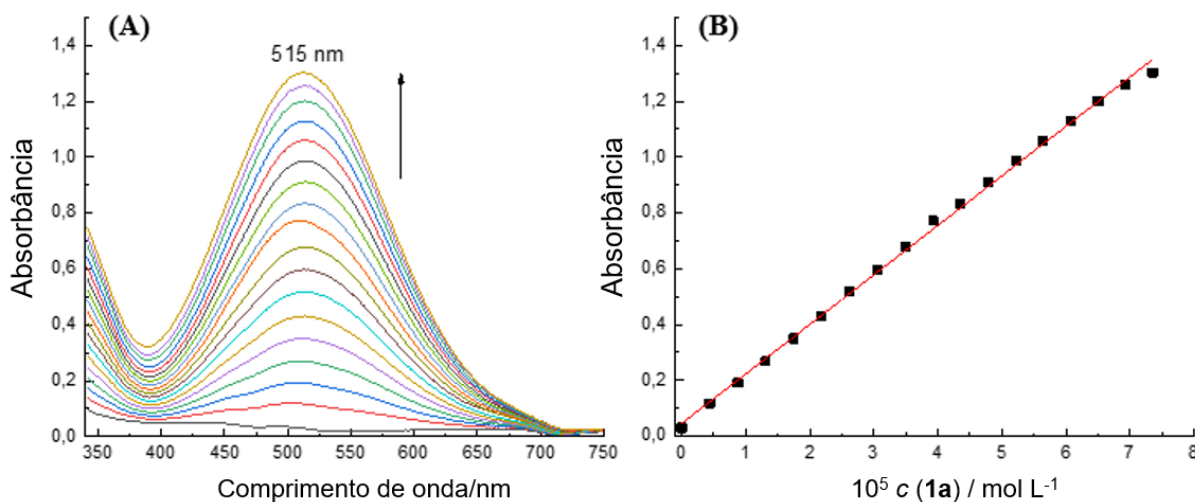 (A)
515 nm
1,4
1,2
1,0
0,8
0,6
0,4
0,2
0,0
Absorbância
350 400 450 500 550 600 650 700 750
Comprimento de onda/nm
(B)
1,4
1,2
1,0
0,8
0,6
0,4
0,2
0,0
Absorbância
0 1 2 3 4 5 6 7 8
10⁵ c (1a) / mol L⁻¹